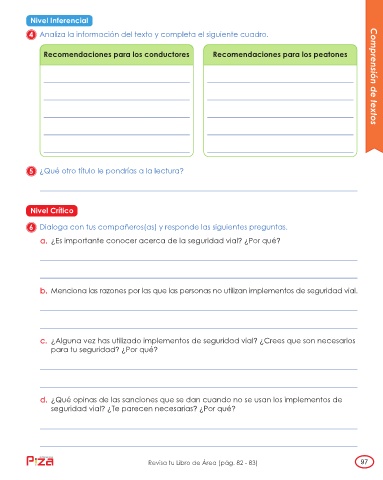 Nivel Inferencial
4 Analiza la información del texto y completa el siguiente cuadro.
Recomendaciones para los conductores Recomendaciones para los peatones
Comprensión de textos
5 ¿Qué otro título le pondrías a la lectura?
Nivel Crítico
6 Dialoga con tus compañeros(as) y responde las siguientes preguntas.
a. ¿Es importante conocer acerca de la seguridad vial? ¿Por qué?
b. Menciona las razones por las que las personas no utilizan implementos de seguridad vial.
c. ¿Alguna vez has utilizado implementos de seguridad vial? ¿Crees que son necesarios
para tu seguridad? ¿Por qué?
d. ¿Qué opinas de las sanciones que se dan cuando no se usan los implementos de
seguridad vial? ¿Te parecen necesarias? ¿Por qué?
Piza
Revisa tu Libro de Área (pág. 82 - 83)
97